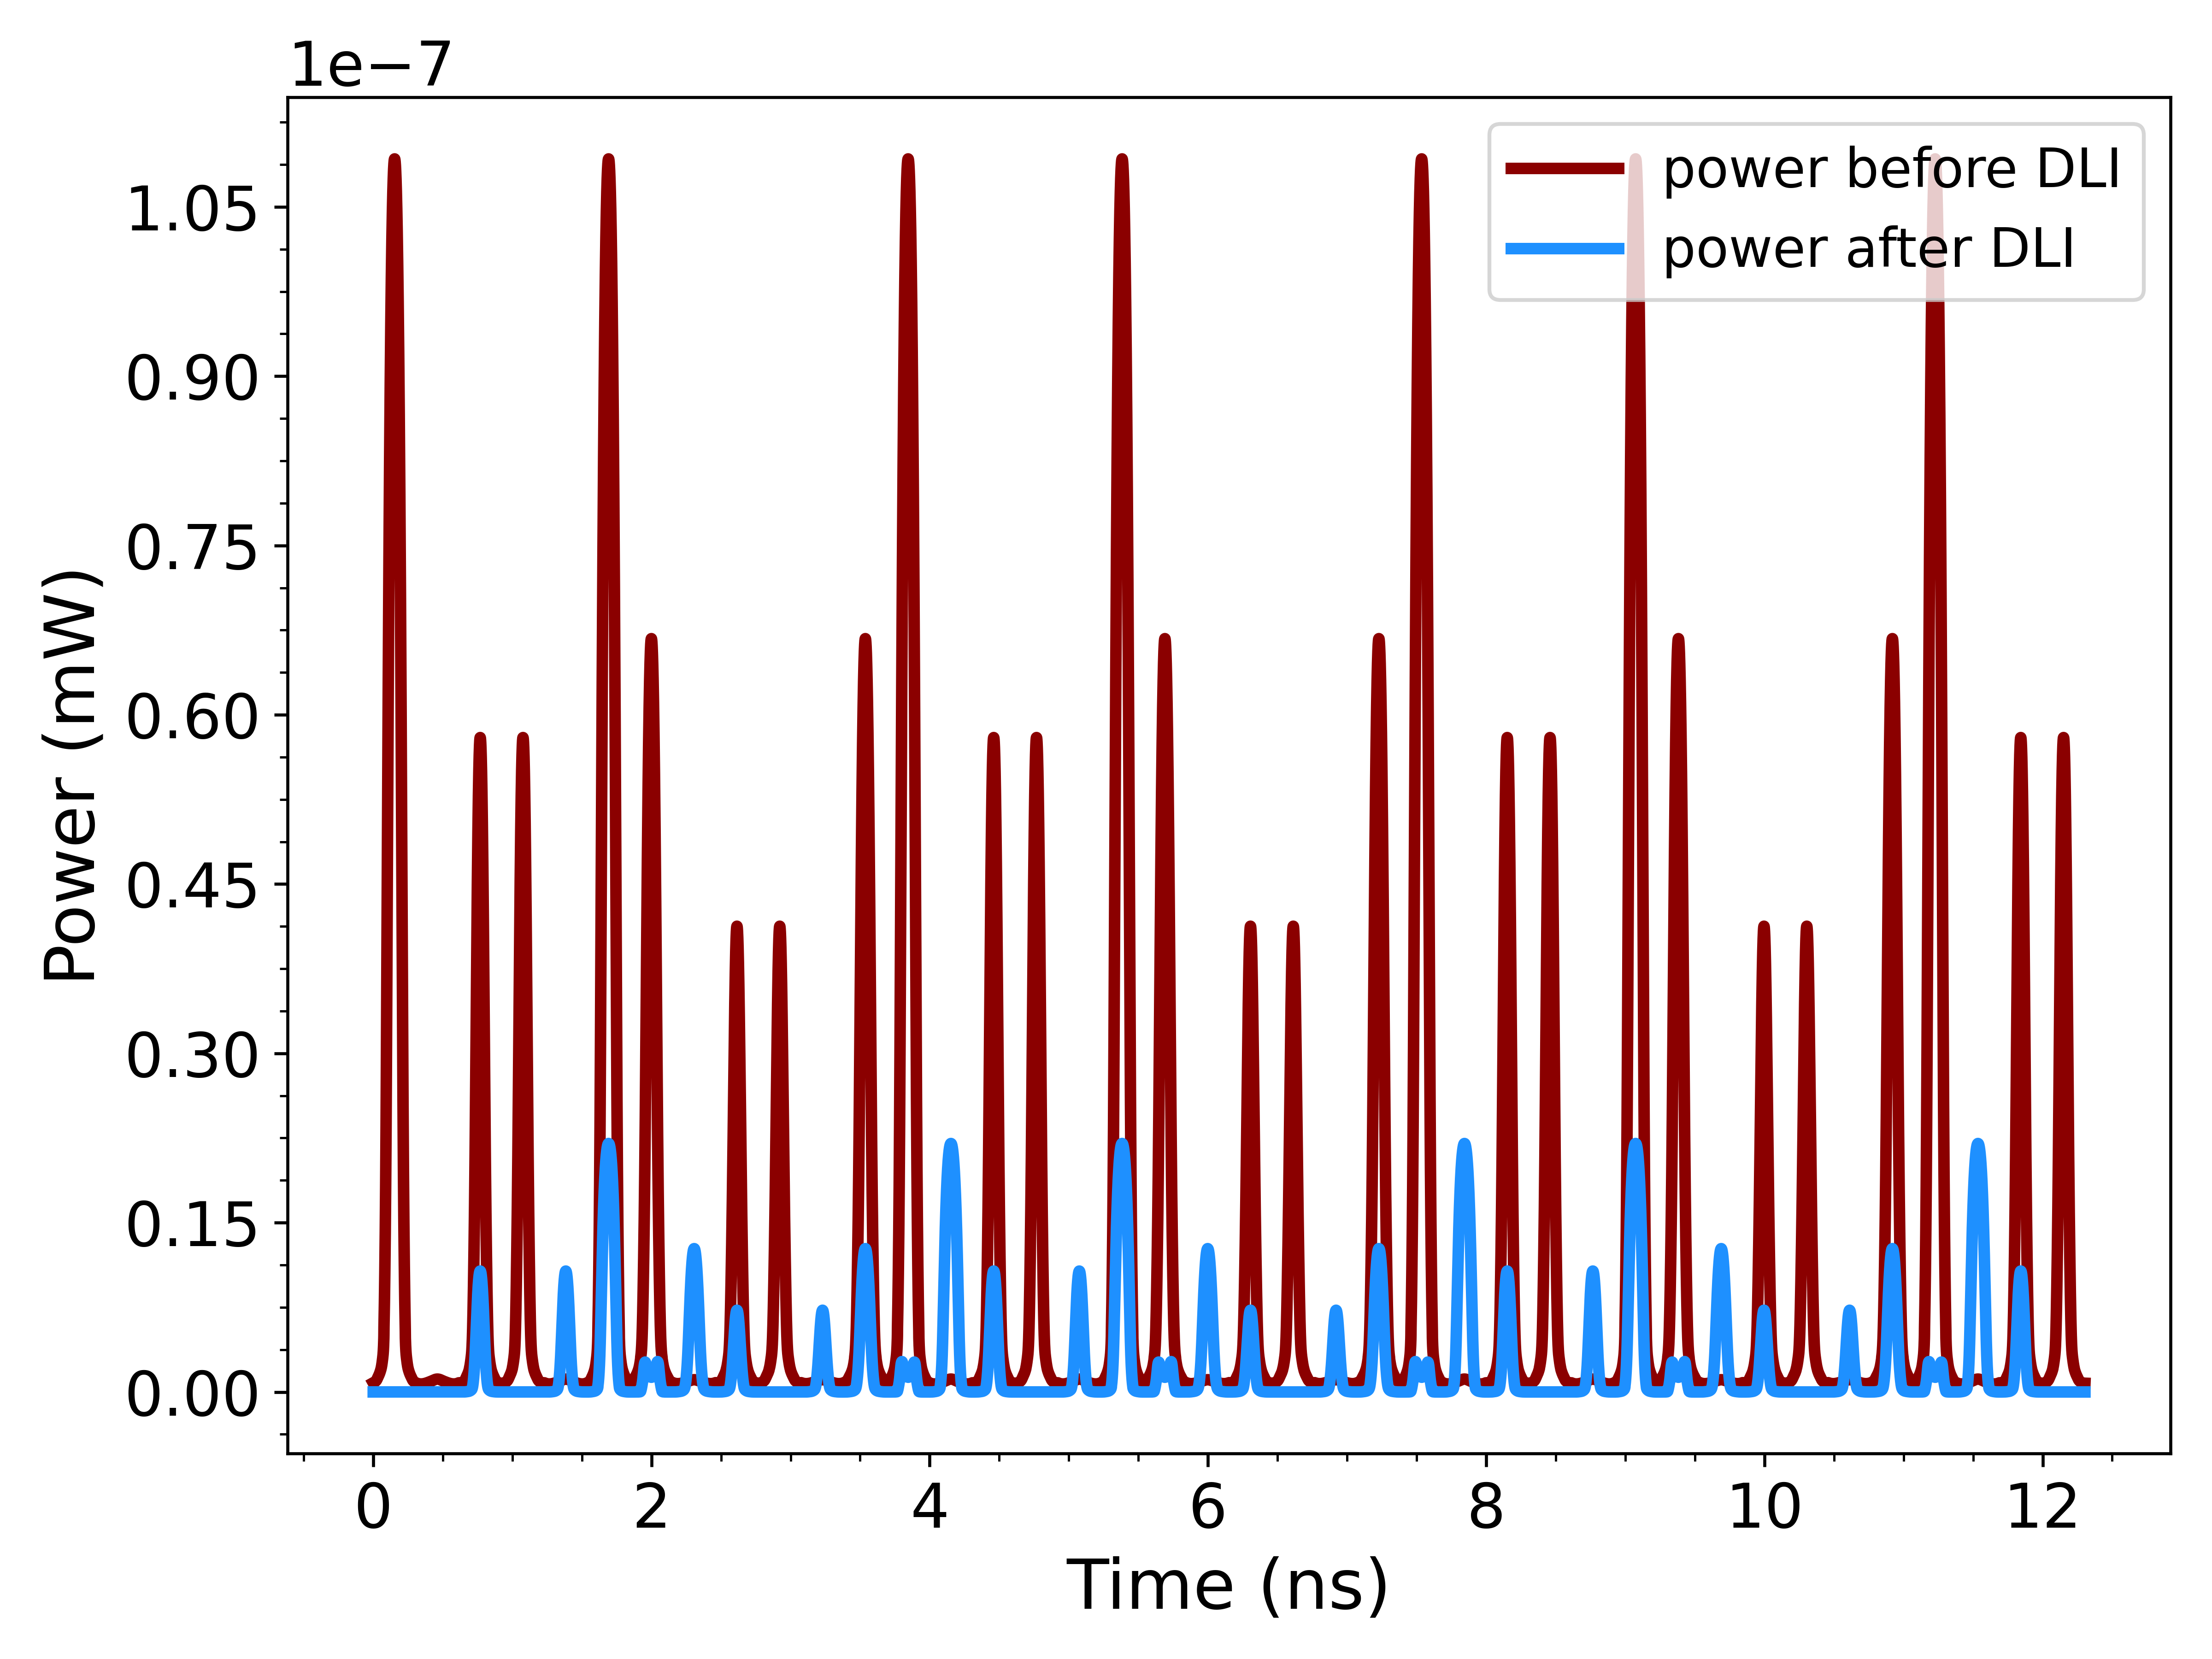 1e−7
power before DLI
power after DLI
1.05
0.90
0.75
0.60
0.45
0.30
0.15
0.00
Power (mW)
0 2 4 6 8 10 12
Time (ns)